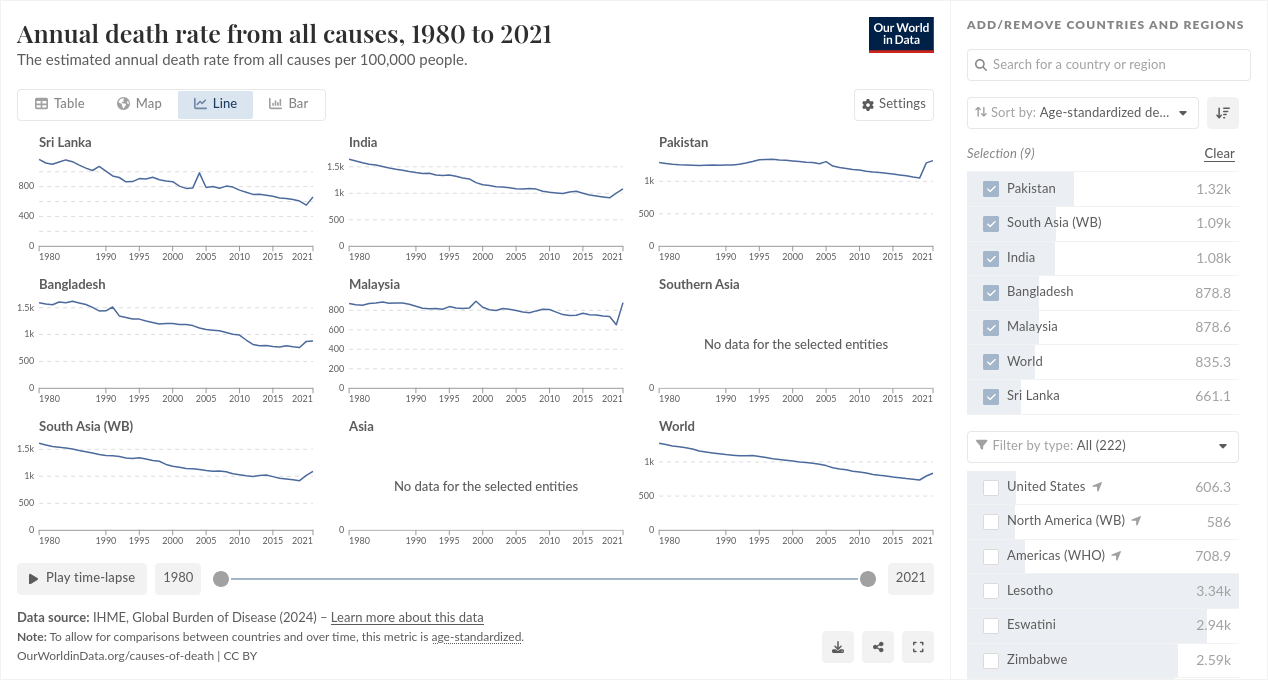 Annual death rate from all causes, 1980 to 2021
The estimated annual death rate from all causes per 100,000 people.
Our World
in Data
Table Map Line Bar
Settings
Sri Lanka
800
400
0
1980 1990 1995 2000 2005 2010 2015 2021
India
1.5k
1k
500
0
1980 1990 1995 2000 2005 2010 2015 2021
Pakistan
1k
500
0
1980 1990 1995 2000 2005 2010 2015 2021
Bangladesh
1.5k
1k
500
0
1980 1990 1995 2000 2005 2010 2015 2021
Malaysia
800
600
400
200
0
1980 1990 1995 2000 2005 2010 2015 2021
Southern Asia
No data for the selected entities
0
1980 1990 1995 2000 2005 2010 2015 2021
South Asia (WB)
1.5k
1k
500
0
1980 1990 1995 2000 2005 2010 2015 2021
Asia
No data for the selected entities
0
1980 1990 1995 2000 2005 2010 2015 2021
World
1k
500
0
1980 1990 1995 2000 2005 2010 2015 2021
Play time-lapse 1980 2021
Data source: IHME, Global Burden of Disease (2024) – Learn more about this data
Note: To allow for comparisons between countries and over time, this metric is age-standardized.
OurWorldinData.org/causes-of-death | CC BY
ADD/REMOVE COUNTRIES AND REGIONS
Search for a country or region
Sort by: Age-standardized de...
Selection (9) Clear
Pakistan 1.32k
South Asia (WB) 1.09k
India 1.08k
Bangladesh 878.8
Malaysia 878.6
World 835.3
Sri Lanka 661.1
Filter by type: All (222)
United States 606.3
North America (WB) 586
Americas (WHO) 708.9
Lesotho 3.34k
Eswatini 2.94k
Zimbabwe 2.59k